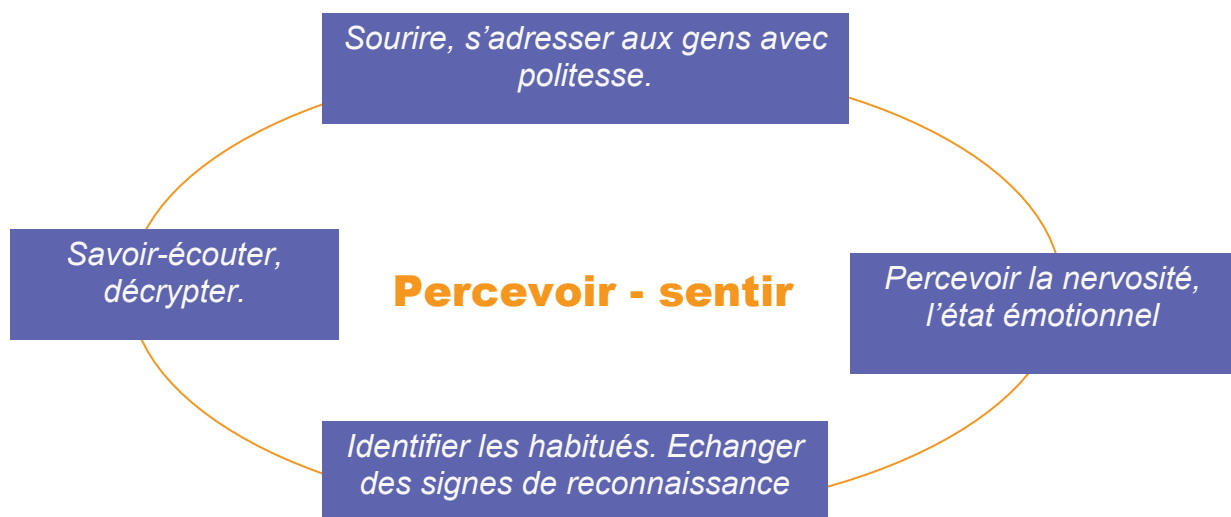 Sourire, s’adresser aux gens avec
politesse.
Savoir-écouter,
décrypter.
Percevoir - sentir
Percevoir la nervosité,
l’état émotionnel
Identifier les habitués. Echanger
des signes de reconnaissance